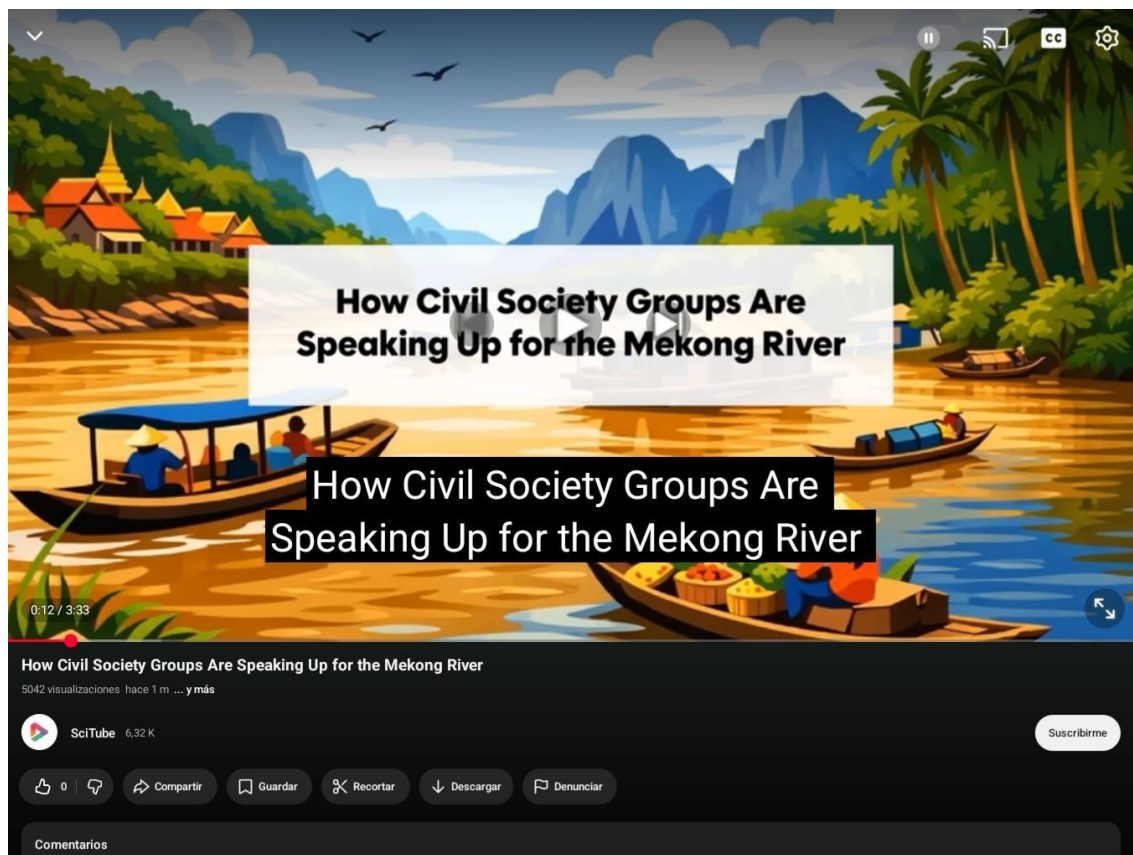 CC
How Civil Society Groups Are
Speaking Up for the Mekong River
How Civil Society Groups Are
Speaking Up for the Mekong River
0:12 / 3:33
How Civil Society Groups Are Speaking Up for the Mekong River
5042 visualizaciones hace 1 m ... y más
SciTube 6,32 K
Suscribirme
0 Compartir Guardar Recortar Descargar Denunciar
Comentarios